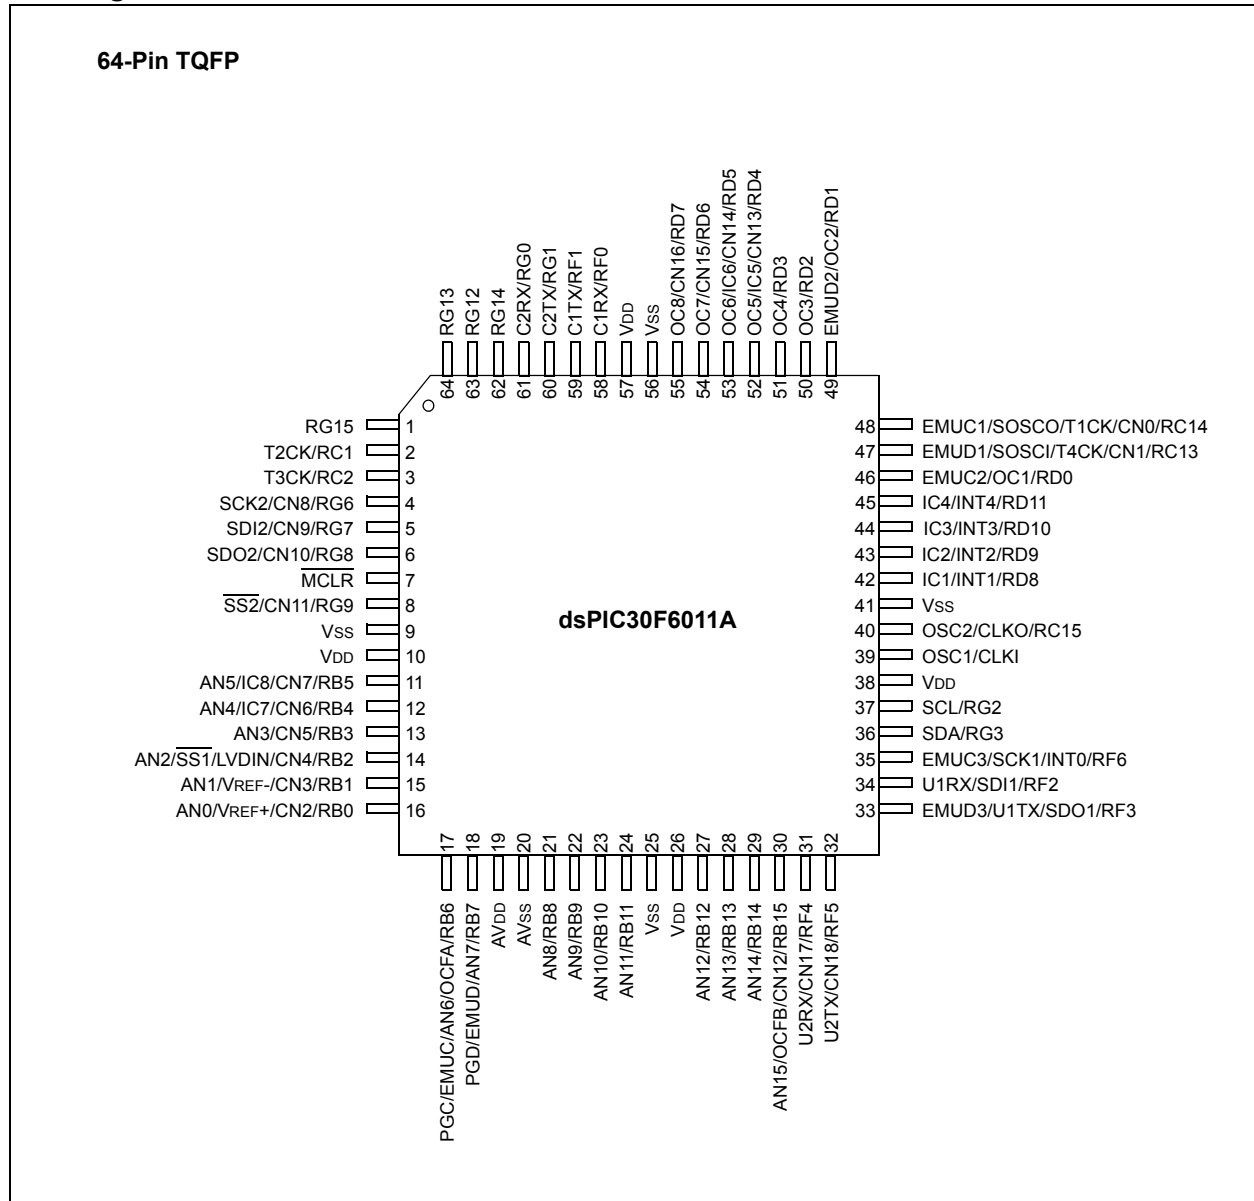 64-Pin TQFP
RG13
RG12
RG14
C2RX/RG0
C2TX/RG1
C1TX/RF1
C1RX/RF0
VDD
VSS
OC8/CN16/RD7
OC7/CN15/RD6
OC6/IC6/CN14/RD5
OC5/IC5/CN13/RD4
OC4/RD3
OC3/RD2
EMUD2/OC2/RD1
64
63
62
61
60
59
58
57
56
55
54
53
52
51
50
49
RG15 1
T2CK/RC1 2
T3CK/RC2 3
SCK2/CN8/RG6 4
SDI2/CN9/RG7 5
SDO2/CN10/RG8 6
MCLR 7
SS2/CN11/RG9 8
VSS 9
VDD 10
AN5/IC8/CN7/RB5 11
AN4/IC7/CN6/RB4 12
AN3/CN5/RB3 13
AN2/SS1/LVDIN/CN4/RB2 14
AN1/VREF-/CN3/RB1 15
AN0/VREF+/CN2/RB0 16
dsPIC30F6011A
48 EMUC1/SOSCO/T1CK/CN0/RC14
47 EMUD1/SOSCI/T4CK/CN1/RC13
46 EMUC2/OC1/RD0
45 IC4/INT4/RD11
44 IC3/INT3/RD10
43 IC2/INT2/RD9
42 IC1/INT1/RD8
41 VSS
40 OSC2/CLKO/RC15
39 OSC1/CLKI
38 VDD
37 SCL/RG2
36 SDA/RG3
35 EMUC3/SCK1/INT0/RF6
34 U1RX/SDI1/RF2
33 EMUD3/U1TX/SDO1/RF3
17
18
19
20
21
22
23
24
25
26
27
28
29
30
31
32
PGC/EMUC/AN6/OCFA/RB6
PGD/EMUD/AN7/RB7
AVDD
AVSS
AN8/RB8
AN9/RB9
AN10/RB10
AN11/RB11
VSS
VDD
AN12/RB12
AN13/RB13
AN14/RB14
AN15/OCFB/CN12/RB15
U2RX/CN17/RF4
U2TX/CN18/RF5